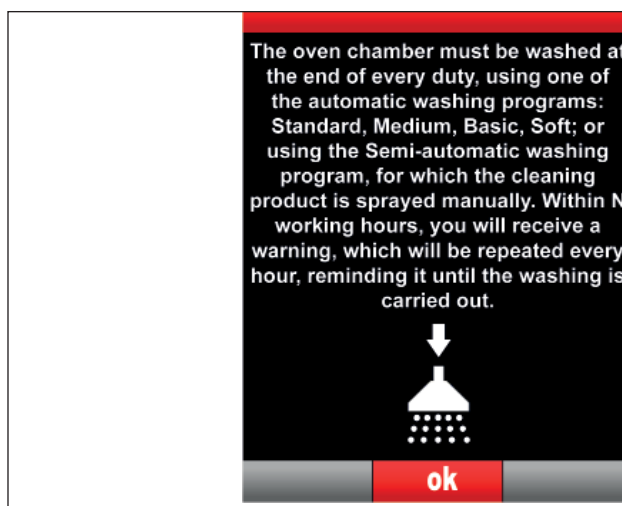 The oven chamber must be washed at
the end of every duty, using one of
the automatic washing programs:
Standard, Medium, Basic, Soft; or
using the Semi-automatic washing
program, for which the cleaning
product is sprayed manually. Within N
working hours, you will receive a
warning, which will be repeated every
hour, reminding it until the washing is
carried out.
ok